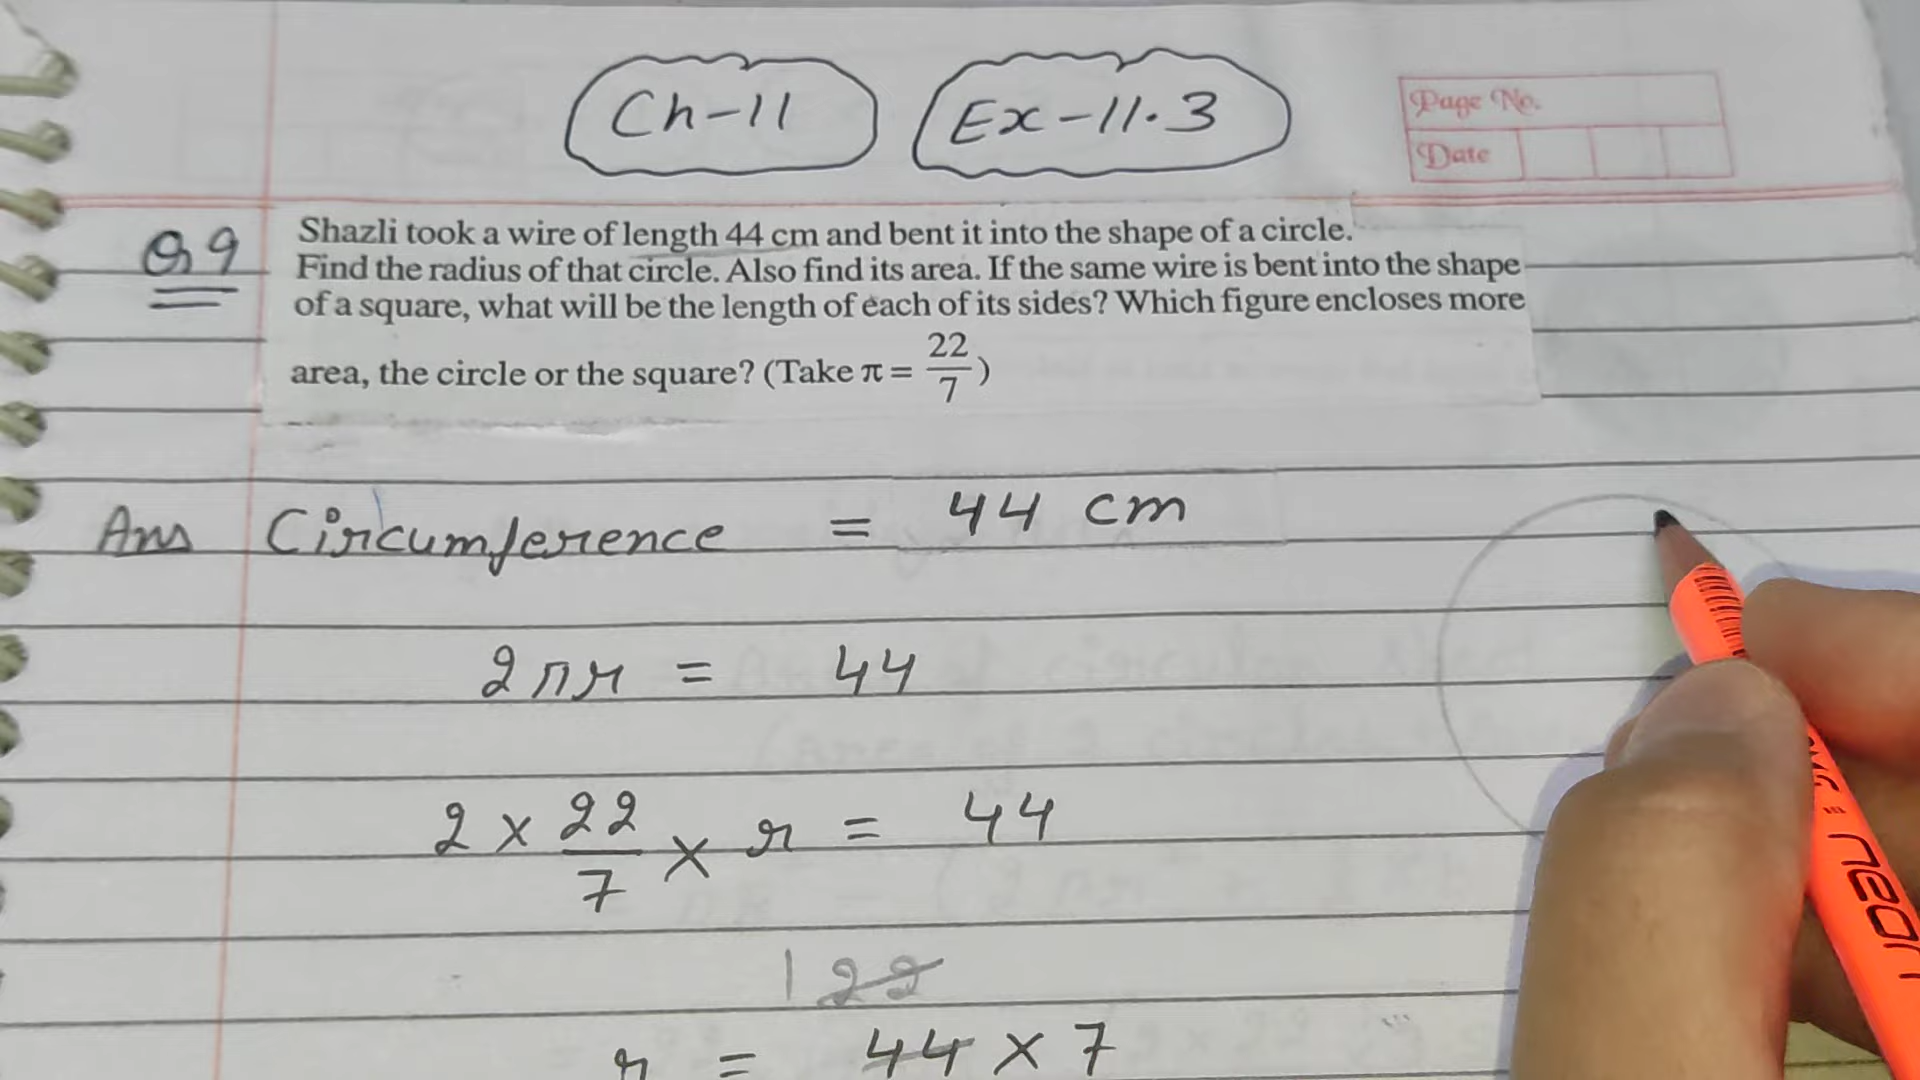 Ch-11 Ex-11.3
Page No.
Date
Q9 Shazli took a wire of length 44 cm and bent it into the shape of a circle.
Find the radius of that circle. Also find its area. If the same wire is bent into the shape
of a square, what will be the length of each of its sides? Which figure encloses more
area, the circle or the square? (Take π = 22/7)
Ans Circumference = 44 cm
2πr = 44
2 × 22/7 × r = 44
1 22
r = 44 × 7
neon